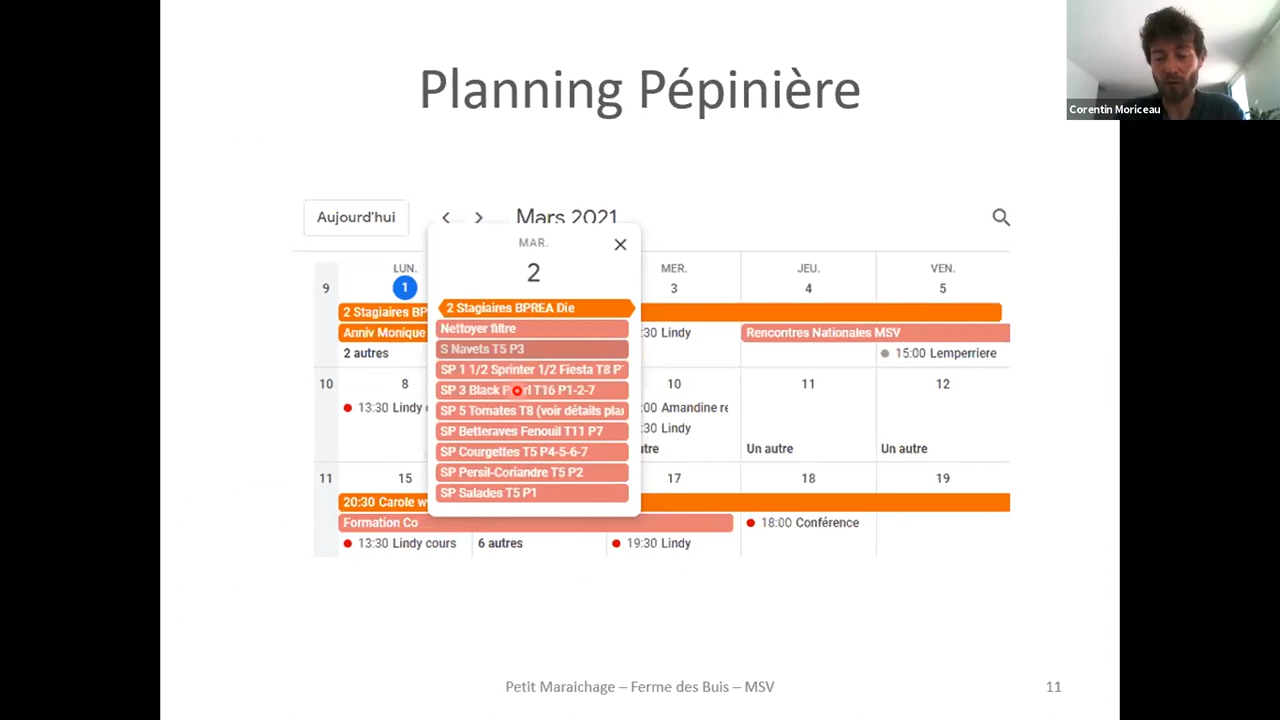 Planning Pépinière
Corentin Moriceau
Aujourd'hui
Mars 2021
MAR.
2
2 Stagiaires BPREA Die
Nettoyer filtre
S Navets T5 P3
SP 1 1/2 Sprinter 1/2 Fiesta T8 P
SP 3 Black T16 P1-2-7
SP 5 Tomates T8 (voir détails pla
SP Betteraves Fenouil T11 P7
SP Courgettes T5 P4-5-6-7
SP Persil-Coriandre T5 P2
SP Salades T5 P1
LUN. MER. JEU. VEN.
9 1 3 4 5
2 Stagiaires BP
Anniv Monique :30 Lindy Rencontres Nationales MSV
2 autres 15:00 Lemperriere
10 8 10 11 12
13:30 Lindy :00 Amandine re
:30 Lindy
utre Un autre Un autre
11 15 17 18 19
20:30 Carole w
Formation Co 18:00 Conférence
13:30 Lindy cours 6 autres 19:30 Lindy
Petit Maraichage – Ferme des Buis – MSV
11